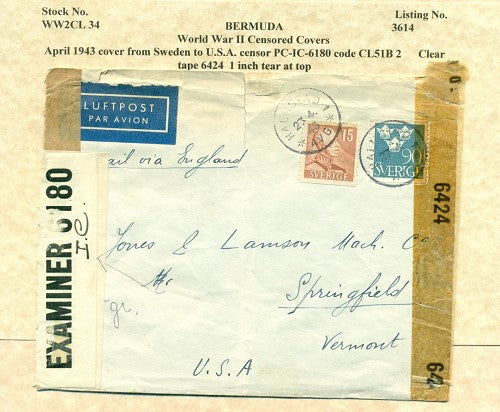 Stock No.
WW2CL 34
BERMUDA
Listing No.
3614
World War II Censored Covers
April 1943 cover from Sweden to U.S.A. censor PC-IC-6180 code CL51B 2 Clear
tape 6424 1 inch tear at top
LUFTPOST
PAR AVION
via England
15
SVERIGE
90
SVERIGE
EXAMINER 6180
I.C.
Jones & Lamson Mach. Co
Springfield
Vermont
U.S.A
6424
64